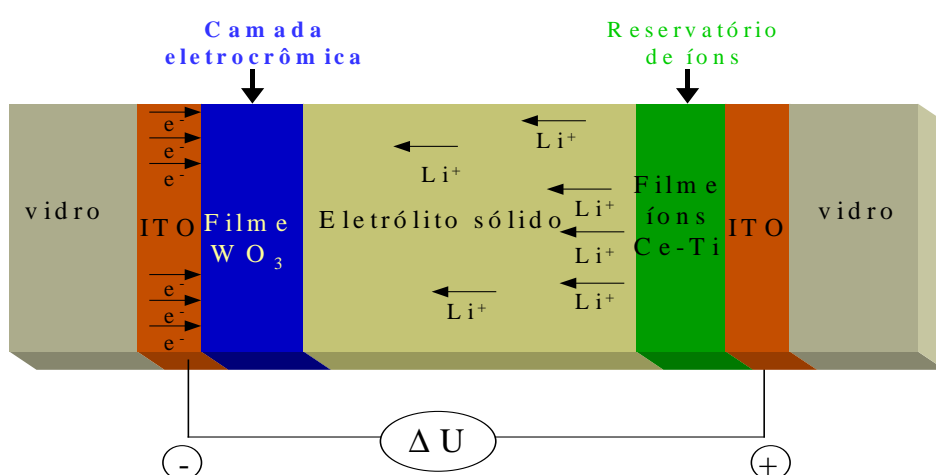 Camada
eletrocrômica
Reservatório
de íons
e-
e-
e-
Li+
Li+
Li+
vidro
ITO
Filme
WO3
Eletrólito sólido
Li+
Filme
íons
Ce-Ti
ITO
vidro
e-
e-
e-
Li+
Li+
ΔU
-
+